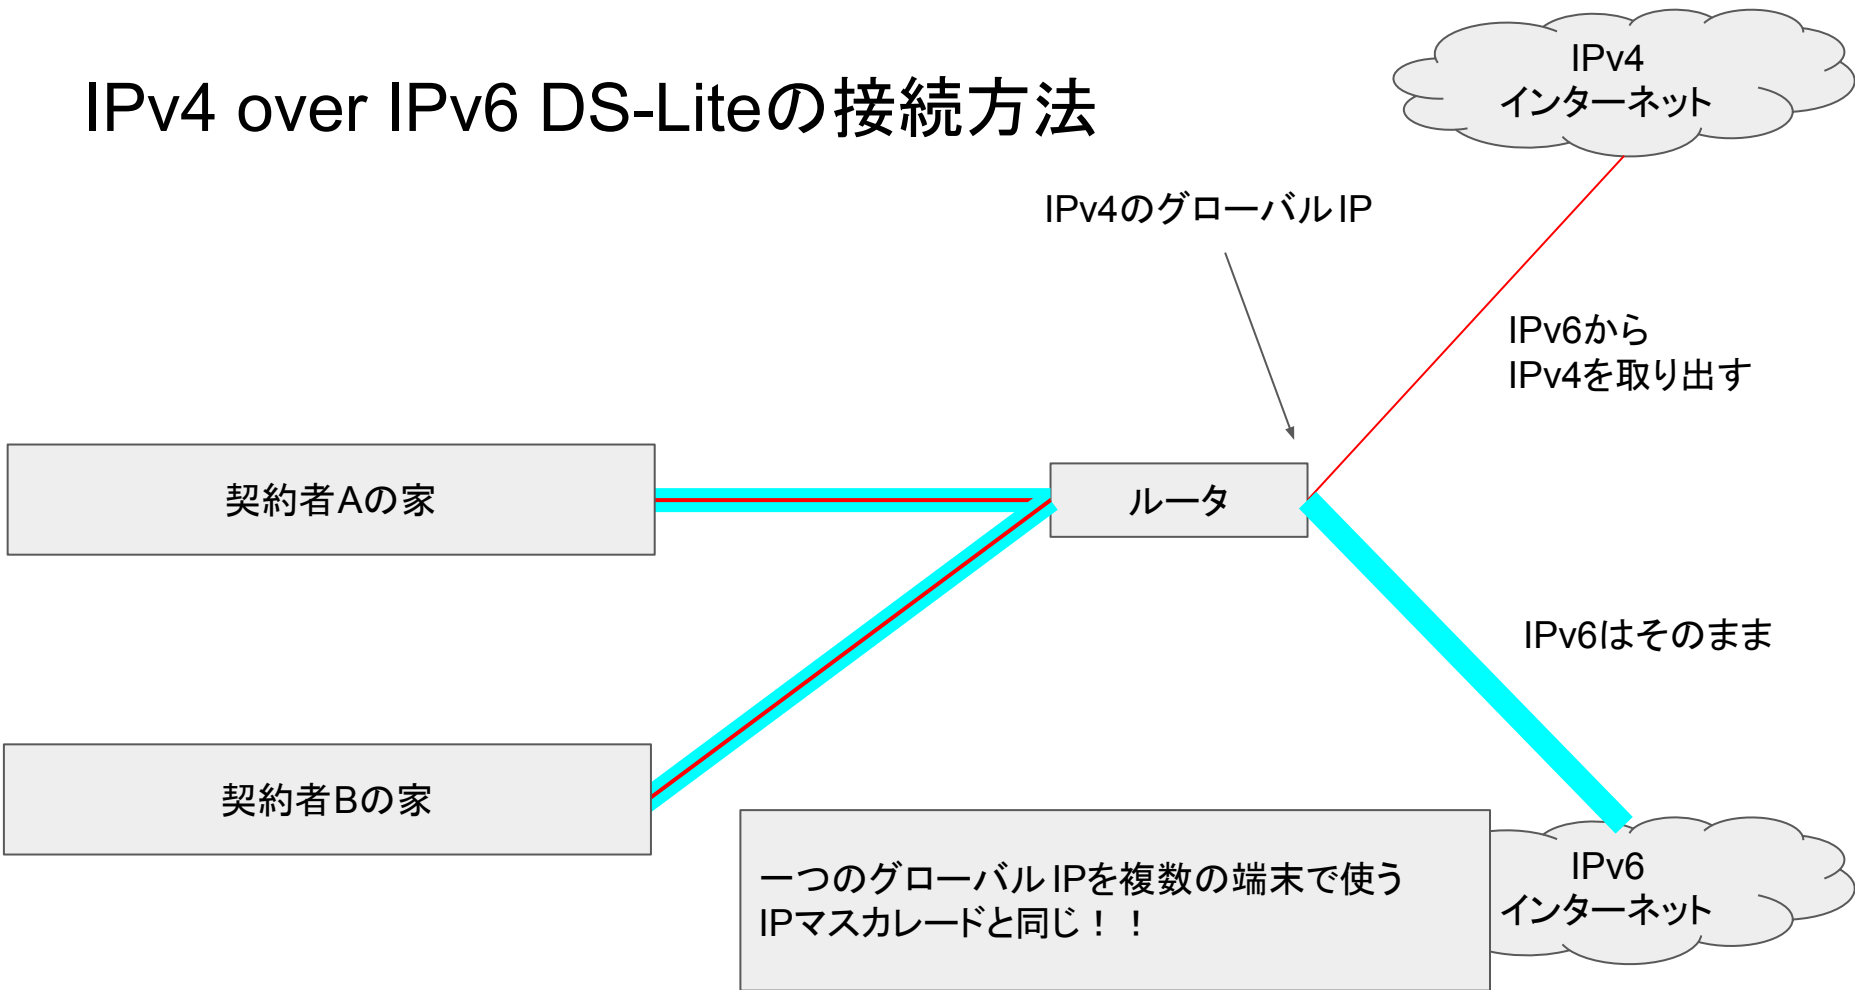 IPv4 over IPv6 DS-Liteの接続方法
IPv4
インターネット
IPv4のグローバルIP
IPv6から
IPv4を取り出す
契約者Aの家
ルータ
IPv6はそのまま
契約者Bの家
一つのグローバルIPを複数の端末で使う
IPマスカレードと同じ！！
IPv6
インターネット